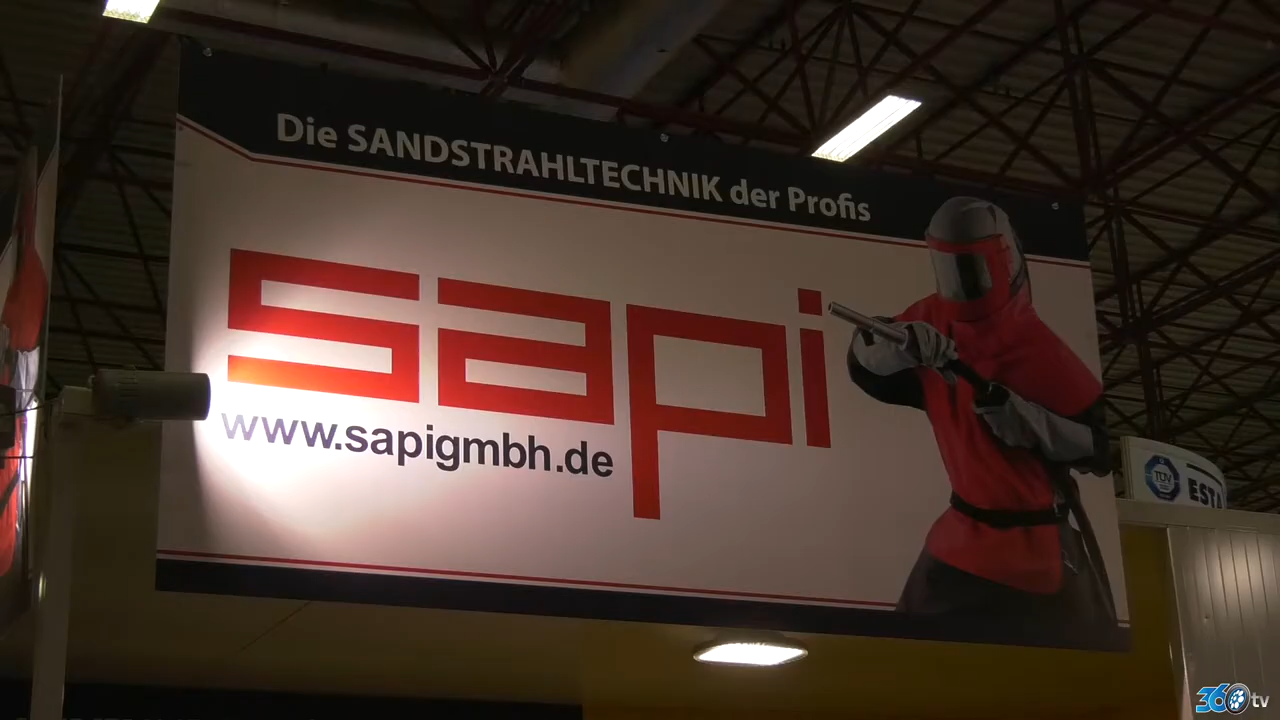 Die SANDSTRAHLTECHNIK der Profis
sapi
www.sapigmbh.de
TÜV
ESTA
360tv